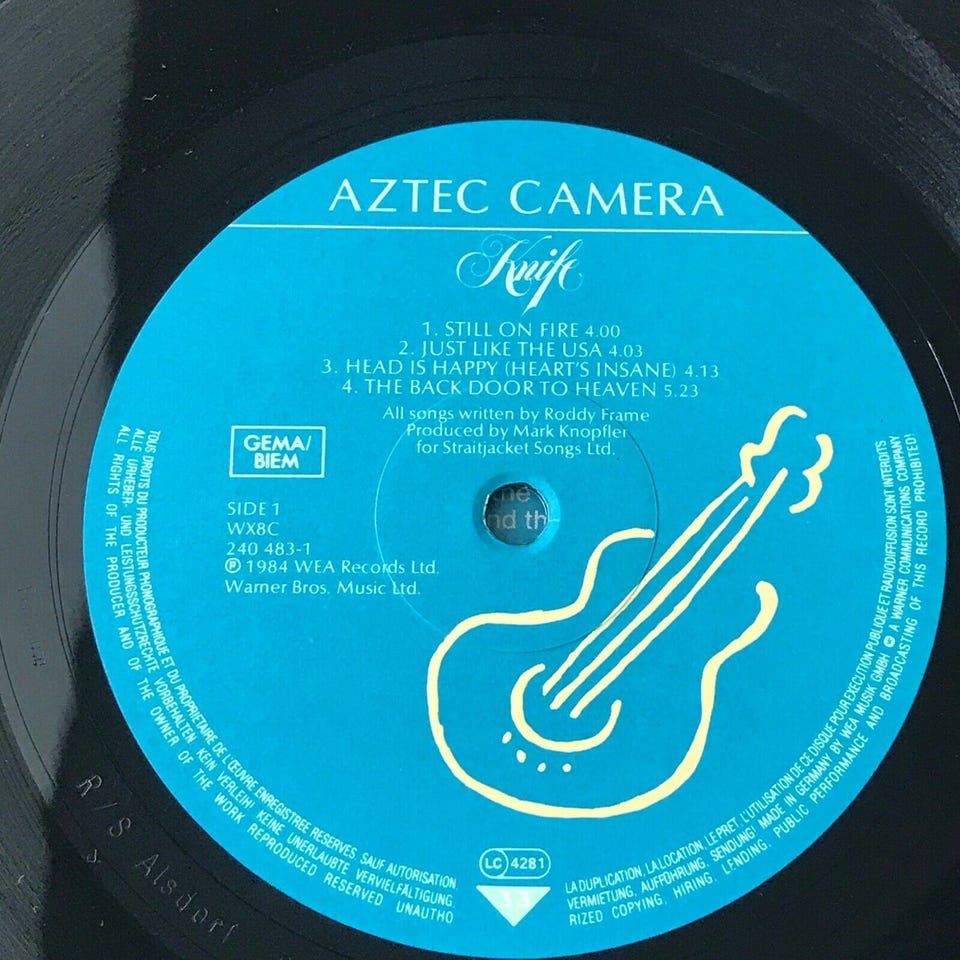 AZTEC CAMERA
Knife
1. STILL ON FIRE 4.00
2. JUST LIKE THE USA 4.03
3. HEAD IS HAPPY (HEART'S INSANE) 4.13
4. THE BACK DOOR TO HEAVEN 5.23
All songs written by Roddy Frame
Produced by Mark Knopfler
for Straitjacket Songs Ltd.
GEMA/
BIEM
SIDE 1
WX8C
240 483-1
℗ 1984 WEA Records Ltd.
Warner Bros. Music Ltd.
the
nd th
TOUS DROITS DU PRODUCTEUR PHONOGRAPHIQUE ET DU PROPRIETAIRE DE L'ŒUVRE ENREGISTREE RESERVES. SAUF AUTORISATION
LA DUPLICATION, LA LOCATION, LE PRET, L'UTILISATION DE CE DISQUE POUR EXECUTION PUBLIQUE ET RADIODIFFUSION SONT INTERDITS
ALLE URHEBER- UND LEISTUNGSSCHUTZRECHTE VORBEHALTEN KEIN VERLEIH! KEINE UNERLAUBTE VERVIELFÄLTIGUNG,
VERMIETUNG, AUFFÜHRUNG, SENDUNG! MADE IN GERMANY BY WEA MUSIK GMBH A WARNER COMMUNICATIONS COMPANY
ALL RIGHTS OF THE PRODUCER AND OF THE OWNER OF THE WORK REPRODUCED RESERVED UNAUTHO
RIZED COPYING, HIRING, LENDING, PUBLIC PERFORMANCE AND BROADCASTING OF THIS RECORD PROHIBITED!
LC 4281
33
R/S Alsdorf